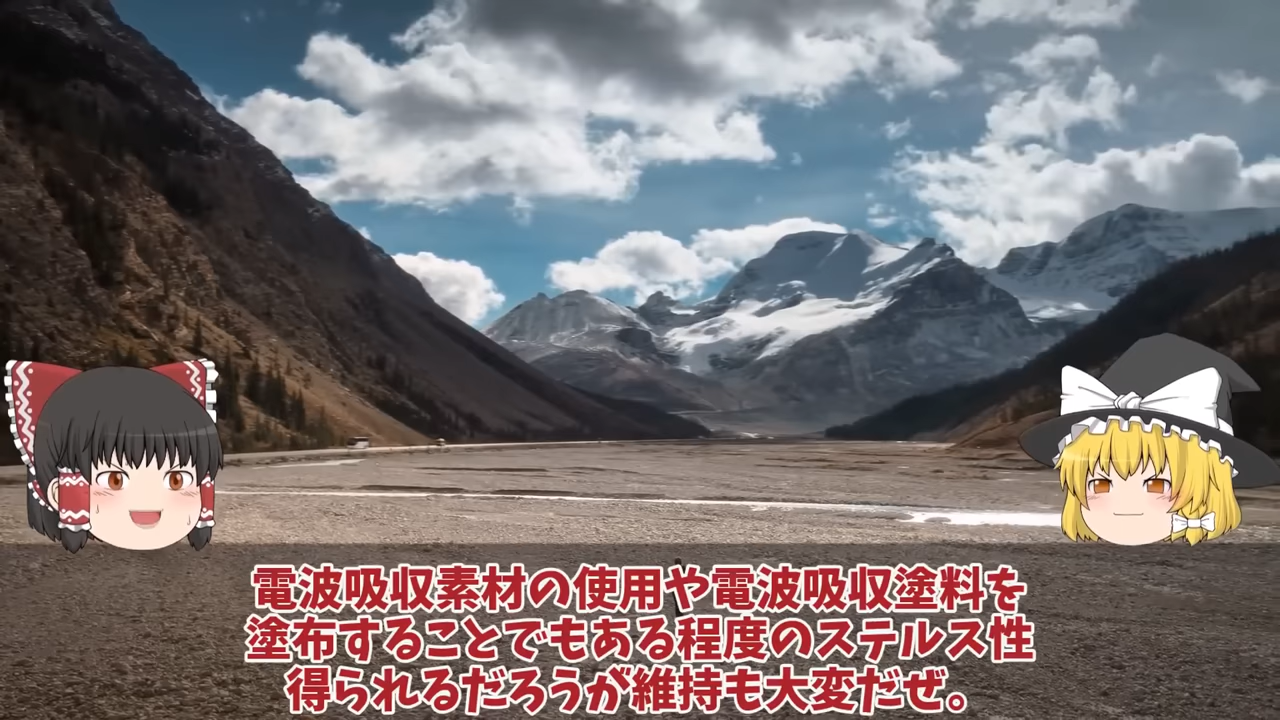 電波吸収素材の使用や電波吸収塗料を
塗布することでもある程度のステルス性
得られるだろうが維持も大変だぜ。